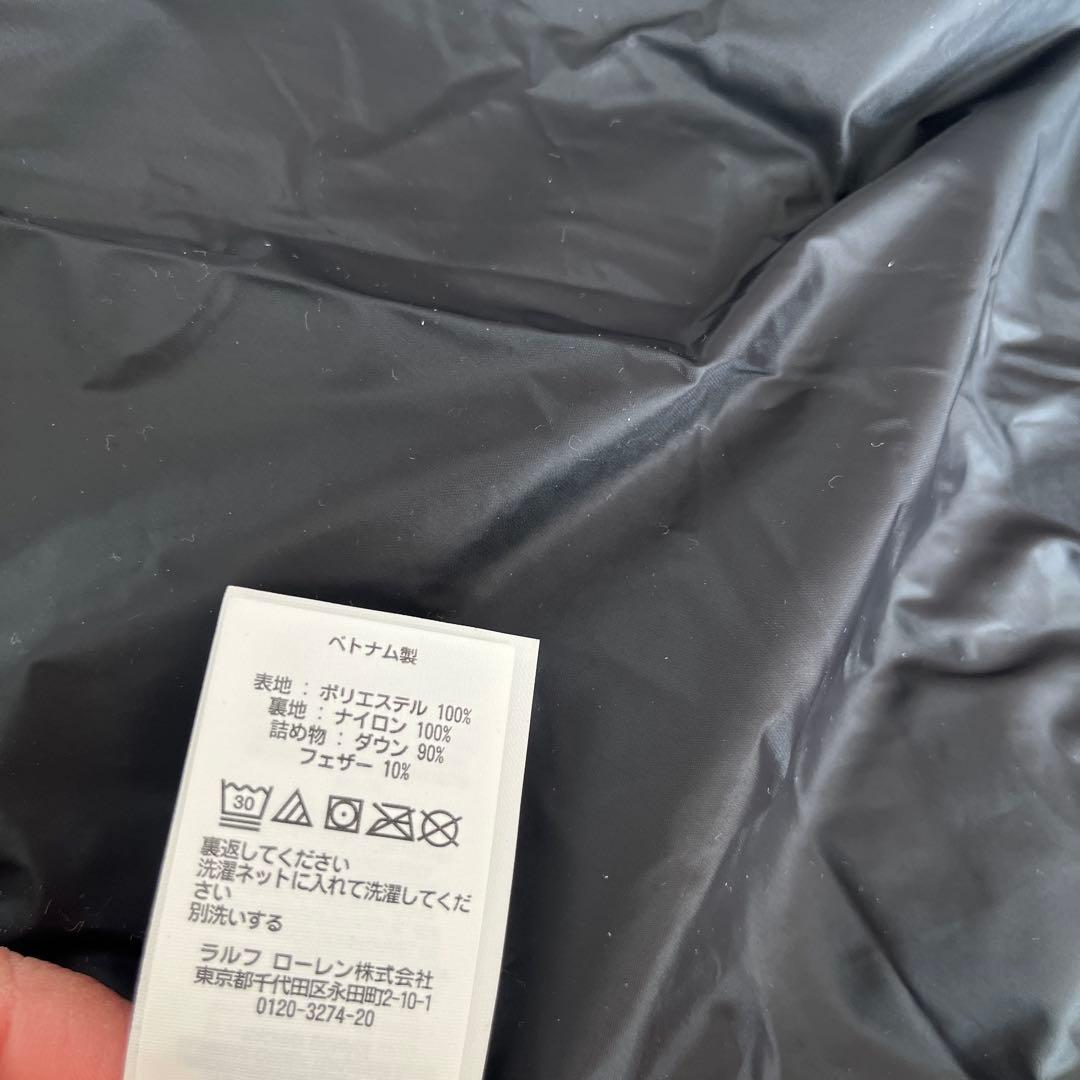 ベトナム製
表地 : ポリエステル 100%
裏地 : ナイロン 100%
詰め物 : ダウン 90%
フェザー 10%
30
裏返してください
洗濯ネットに入れて洗濯してくだ
さい
別洗いする
ラルフ ローレン株式会社
東京都千代田区永田町2-10-1
0120-3274-20